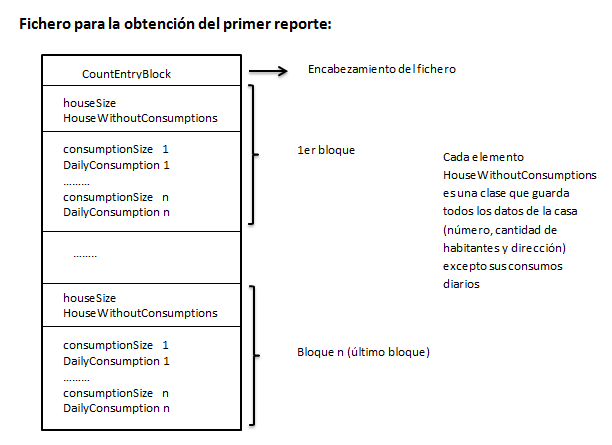 Fichero para la obtención del primer reporte:
CountEntryBlock
Encabezamiento del fichero
houseSize
HouseWithoutConsumptions
consumptionSize 1
DailyConsumption 1
.........
consumptionSize n
DailyConsumption n
1er bloque
Cada elemento
HouseWithoutConsumptions
es una clase que guarda
todos los datos de la casa
(número, cantidad de
habitantes y dirección)
excepto sus consumos
diarios
........
houseSize
HouseWithoutConsumptions
consumptionSize 1
DailyConsumption 1
.........
consumptionSize n
DailyConsumption n
Bloque n (último bloque)